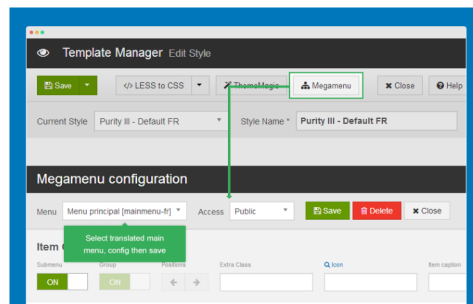 Template Manager Edit Style
Save
</> LESS to CSS
ThemeMagic
Megamenu
Close
Help
Current Style
Purity III - Default FR
Style Name *
Purity III - Default FR
Megamenu configuration
Menu
Menu principal [mainmenu-fr]
Access
Public
Save
Delete
Close
Select translated main
menu, config then save
Item
Submenu
Group
Positions
Extra Class
Icon
Item caption
ON
ON